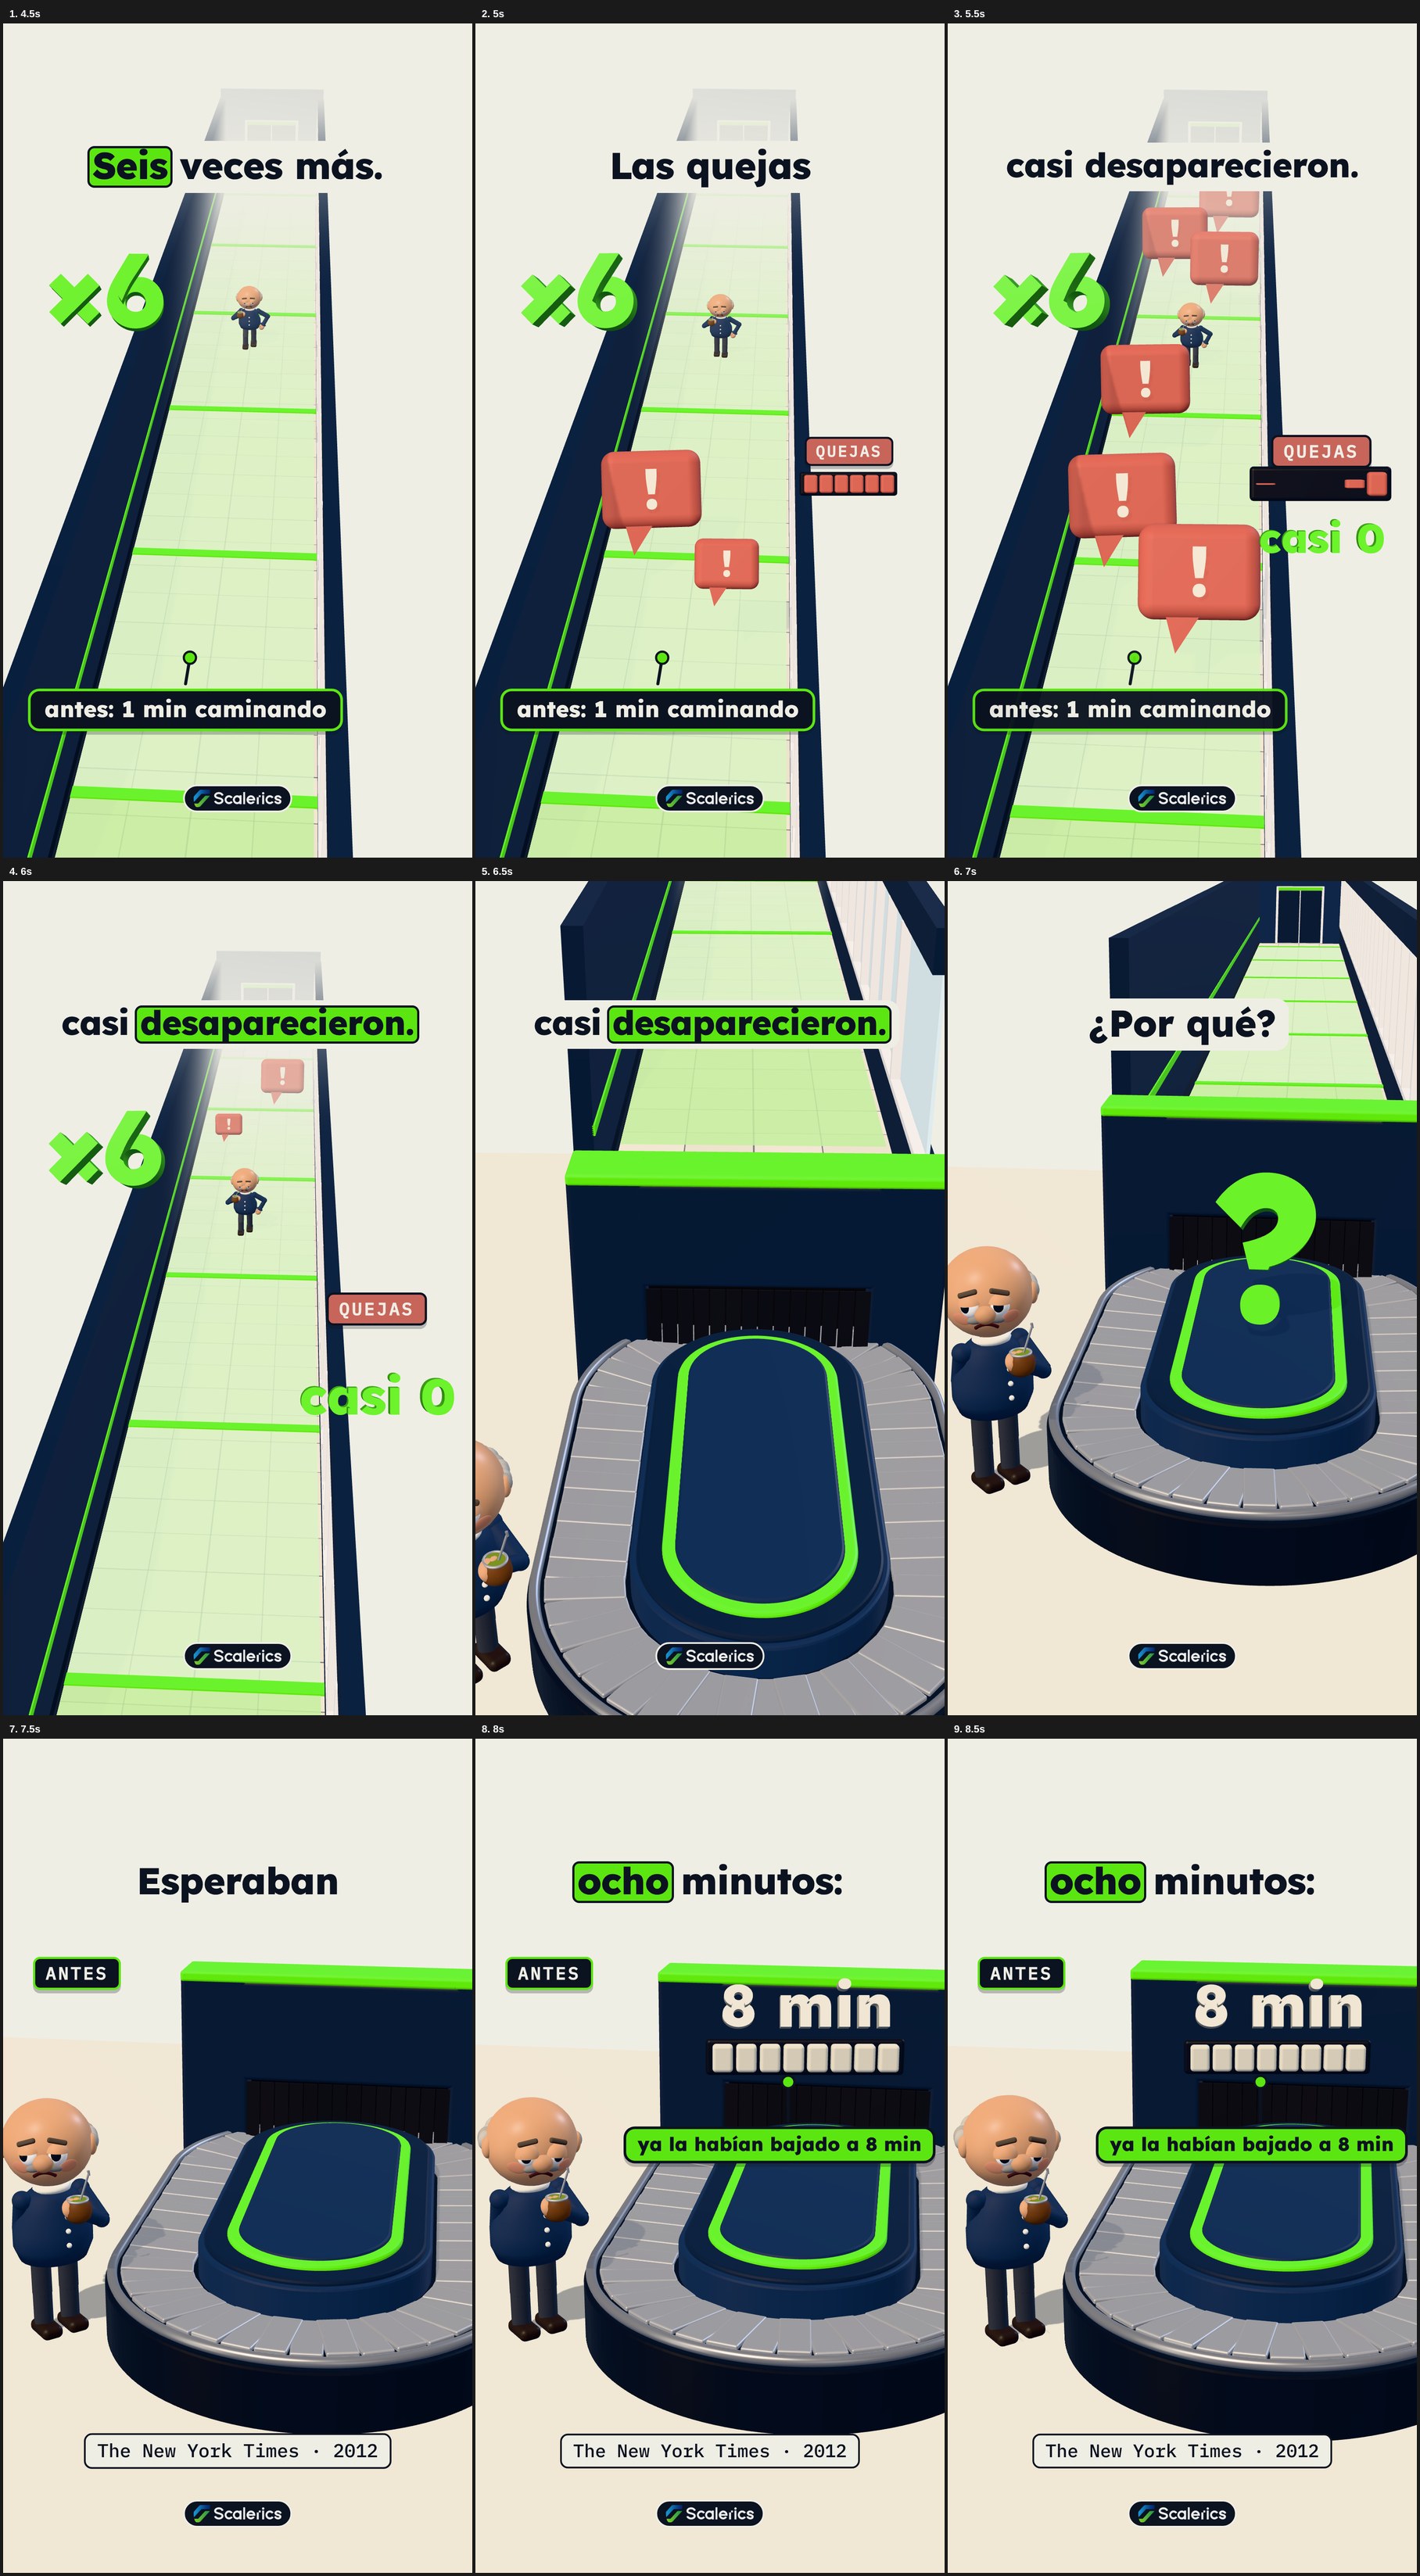 1. 4.5s
Seis veces más.
×6
antes: 1 min caminando
Scalerics
2. 5s
Las quejas
×6
!
!
QUEJAS
antes: 1 min caminando
Scalerics
3. 5.5s
casi desaparecieron.
!
!
!
×6
!
!
!
QUEJAS
casi 0
antes: 1 min caminando
Scalerics
4. 6s
casi desaparecieron.
!
!
×6
QUEJAS
casi 0
Scalerics
5. 6.5s
casi desaparecieron.
Scalerics
6. 7s
¿Por qué?
?
Scalerics
7. 7.5s
Esperaban
ANTES
The New York Times · 2012
Scalerics
8. 8s
ocho minutos:
ANTES
8 min
ya la habían bajado a 8 min
The New York Times · 2012
Scalerics
9. 8.5s
ocho minutos:
ANTES
8 min
ya la habían bajado a 8 min
The New York Times · 2012
Scalerics